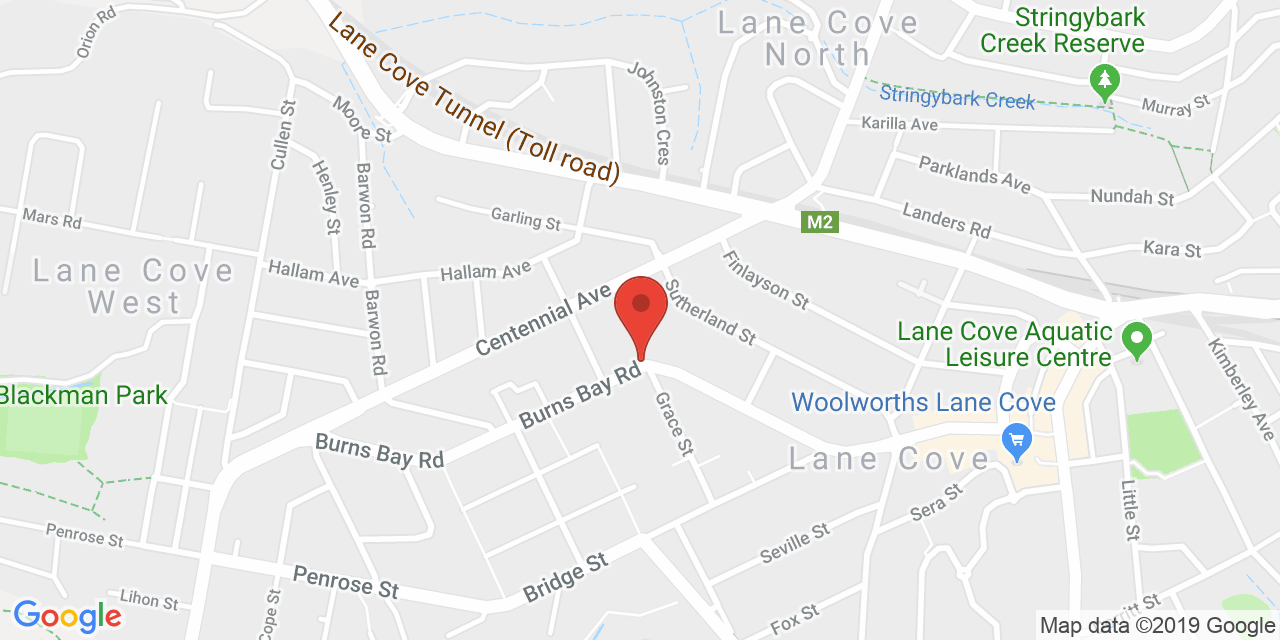 Orion Rd
Lane Cove Tunnel (Toll road)
Lane Cove
North
Stringybark
Creek Reserve
Stringybark Creek
Murray St
Karilla Ave
Johnston Cres
Moore St
Cullen St
Henley St
Barwon Rd
Parklands Ave
Nundah St
Landers Rd
Kara St
M2
Mars Rd
Garling St
Hallam Ave
Hallam Ave
Lane Cove
West
Barwon Rd
Centennial Ave
Sutherland St
Finlayson St
Lane Cove Aquatic
Leisure Centre
Kimberley Ave
Blackman Park
Burns Bay Rd
Burns Bay Rd
Grace St
Woolworths Lane Cove
Lane Cove
Sera St
Little St
Seville St
Penrose St
Penrose St
Bridge St
Lihon St
Cope St
Fox St
Google
Map data ©2019 Google